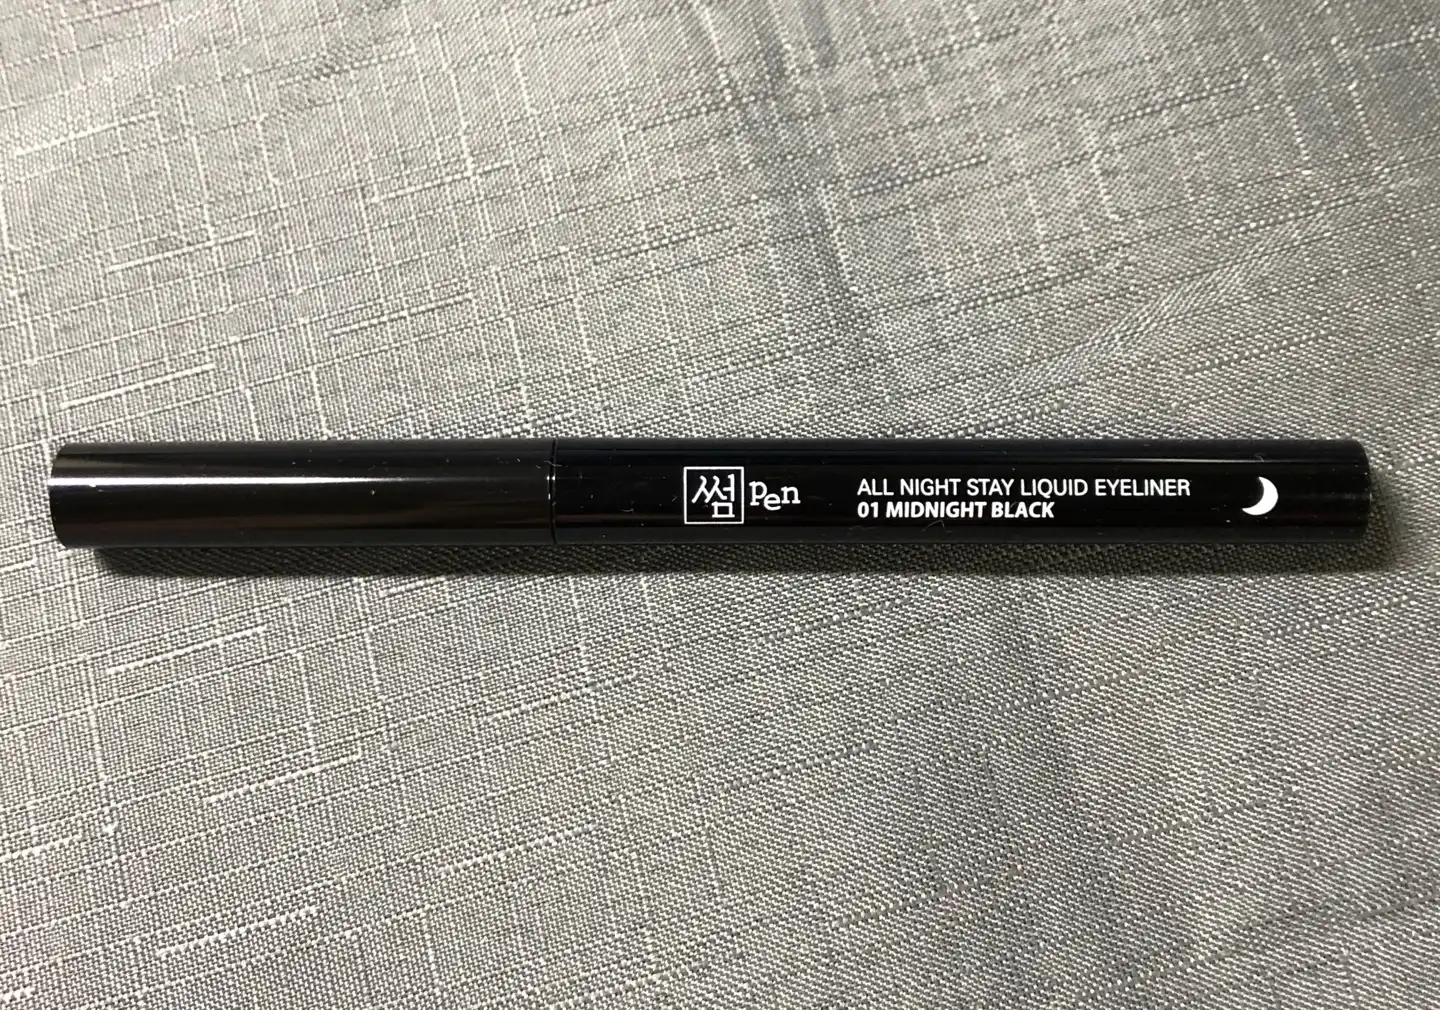 썸 Pen
ALL NIGHT STAY LIQUID EYELINER
01 MIDNIGHT BLACK